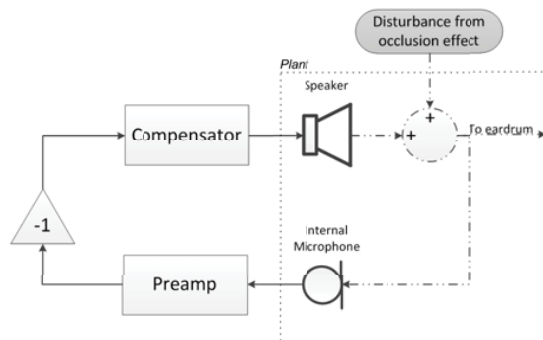 Disturbance from
occlusion effect
Plant
Speaker
Compensator
+
+
To eardrum
-1
Internal
Microphone
Preamp